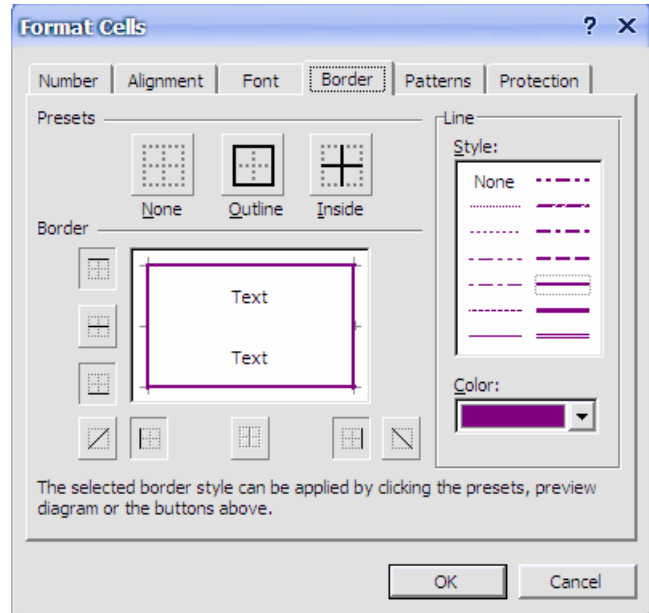 Format Cells
Number Alignment Font Border Patterns Protection
Presets
None Outline Inside
Border
Text
Text
Line
Style:
None
Color:
The selected border style can be applied by clicking the presets, preview
diagram or the buttons above.
OK Cancel